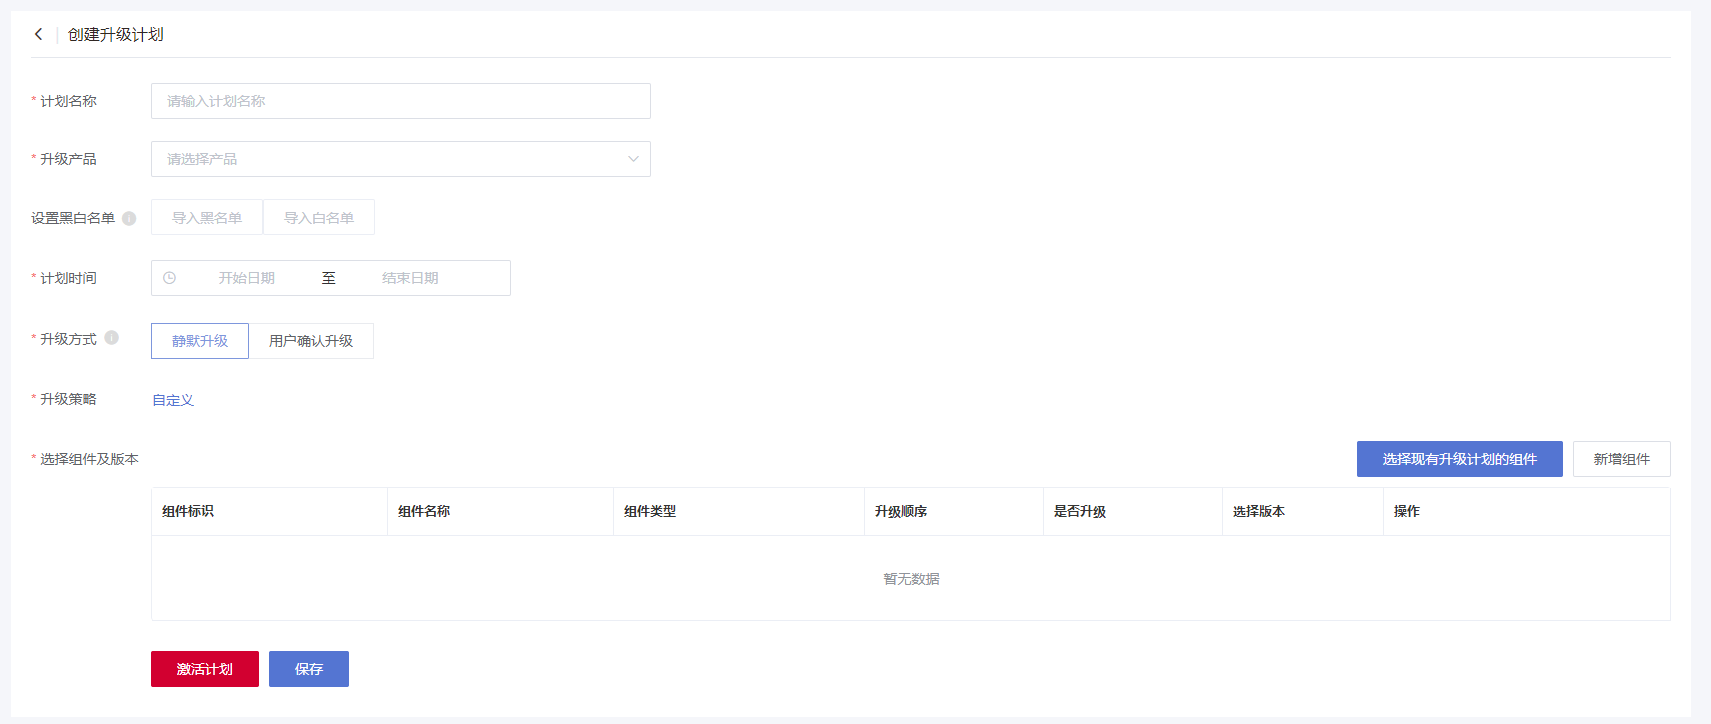 创建升级计划
* 计划名称 请输入计划名称
* 升级产品 请选择产品
设置黑白名单 导入黑名单 导入白名单
* 计划时间 开始日期 至 结束日期
* 升级方式 静默升级 用户确认升级
* 升级策略 自定义
* 选择组件及版本 选择现有升级计划的组件 新增组件
组件标识 组件名称 组件类型 升级顺序 是否升级 选择版本 操作
暂无数据
激活计划 保存